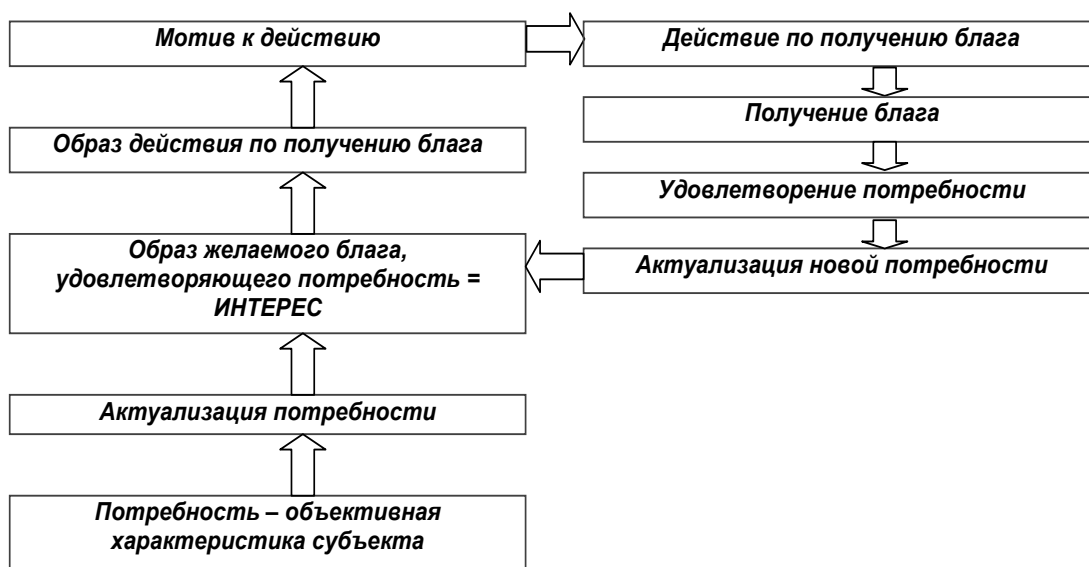 Мотив к действию
Действие по получению блага
Получение блага
Образ действия по получению блага
Удовлетворение потребности
Образ желаемого блага,
удовлетворяющего потребность =
ИНТЕРЕС
Актуализация новой потребности
Актуализация потребности
Потребность – объективная
характеристика субъекта